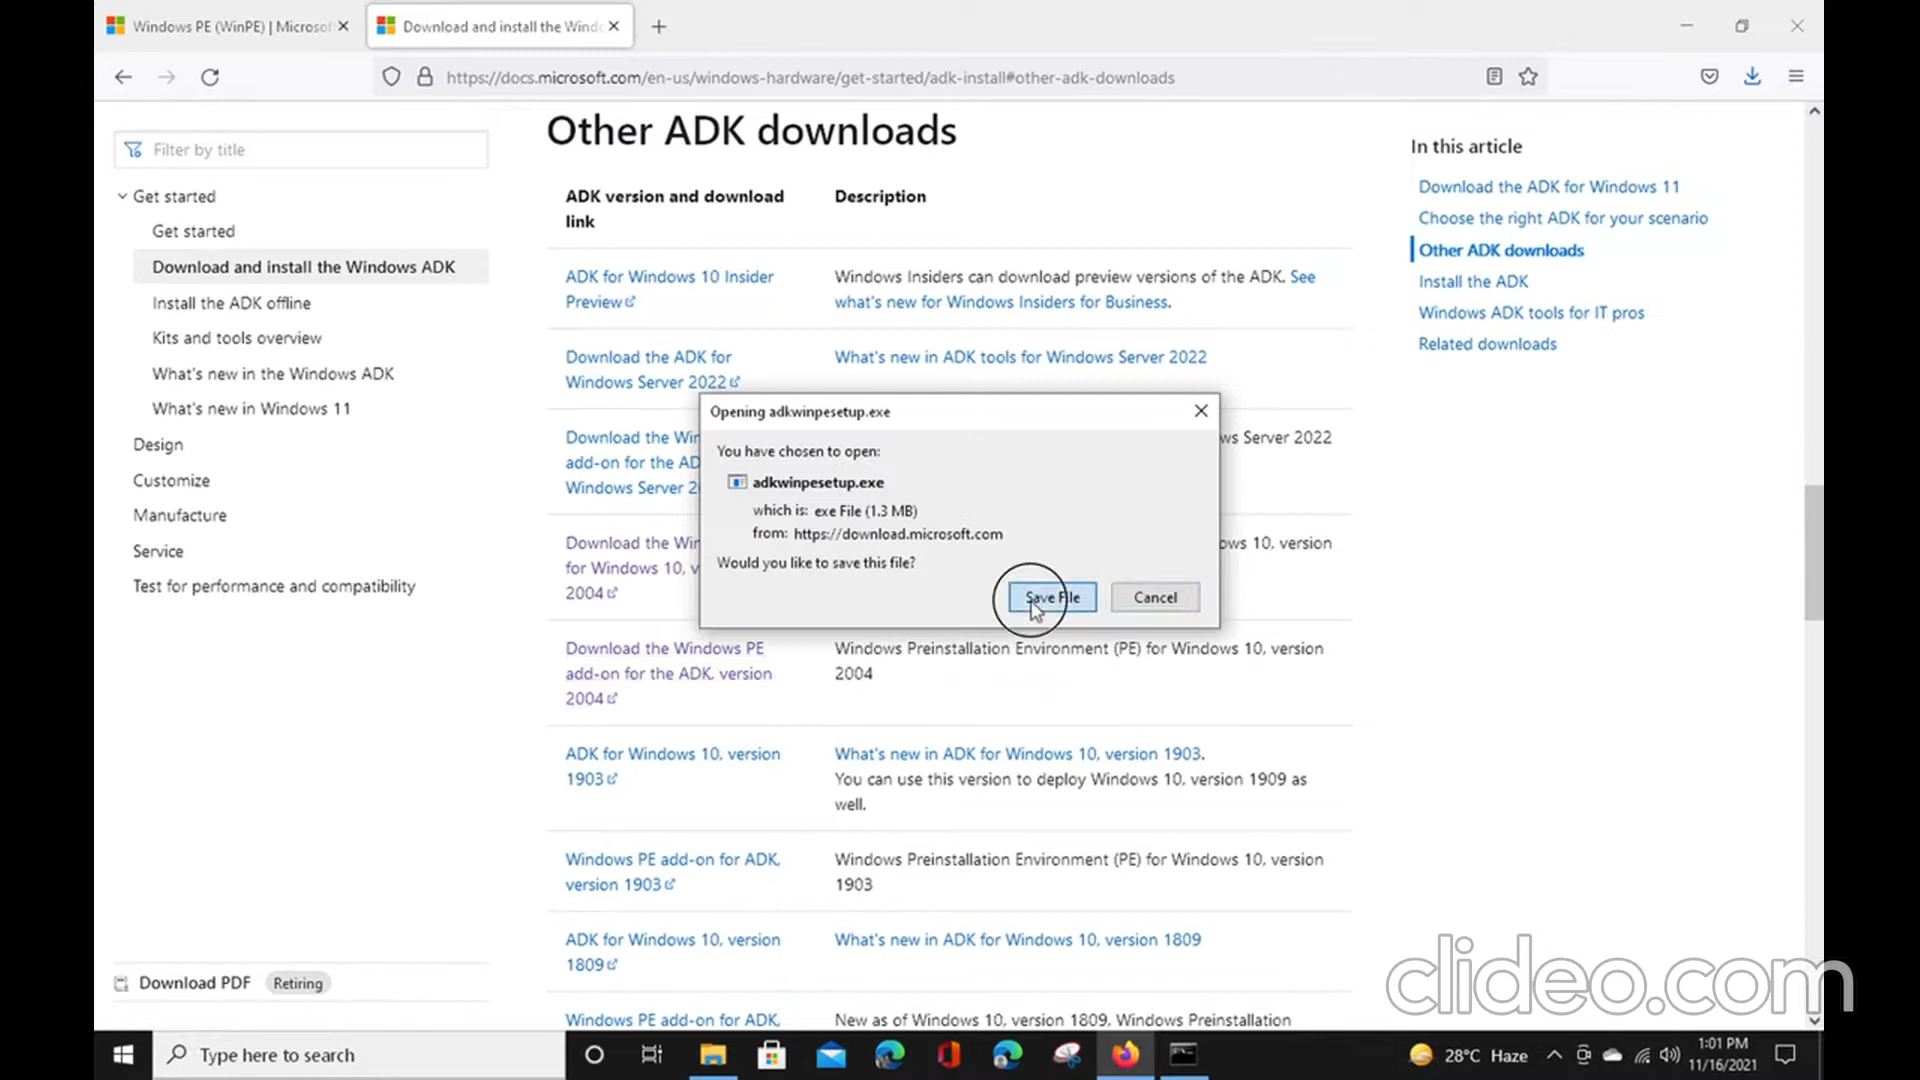 Windows PE (WinPE) | Microsof
Download and install the Windo
https://docs.microsoft.com/en-us/windows-hardware/get-started/adk-install#other-adk-downloads
Filter by title
Get started
Get started
Download and install the Windows ADK
Install the ADK offline
Kits and tools overview
What's new in the Windows ADK
What's new in Windows 11
Design
Customize
Manufacture
Service
Test for performance and compatibility
Download PDF
Retiring
Other ADK downloads
ADK version and download
link
Description
ADK for Windows 10 Insider
Preview
Windows Insiders can download preview versions of the ADK. See
what's new for Windows Insiders for Business.
Download the ADK for
Windows Server 2022
What's new in ADK tools for Windows Server 2022
Download the Win
add-on for the AD
Windows Server 2
ws Server 2022
Download the Win
for Windows 10, v
2004
ows 10, version
Download the Windows PE
add-on for the ADK, version
2004
Windows Preinstallation Environment (PE) for Windows 10, version
2004
ADK for Windows 10, version
1903
What's new in ADK for Windows 10, version 1903.
You can use this version to deploy Windows 10, version 1909 as
well.
Windows PE add-on for ADK,
version 1903
Windows Preinstallation Environment (PE) for Windows 10, version
1903
ADK for Windows 10, version
1809
What's new in ADK for Windows 10, version 1809
Windows PE add-on for ADK,
New as of Windows 10, version 1809, Windows Preinstallation
Opening adkwinpesetup.exe
You have chosen to open:
adkwinpesetup.exe
which is: exe File (1.3 MB)
from: https://download.microsoft.com
Would you like to save this file?
Save File
Cancel
In this article
Download the ADK for Windows 11
Choose the right ADK for your scenario
Other ADK downloads
Install the ADK
Windows ADK tools for IT pros
Related downloads
clideo.com
Type here to search
28°C Haze
1:01 PM
11/16/2021